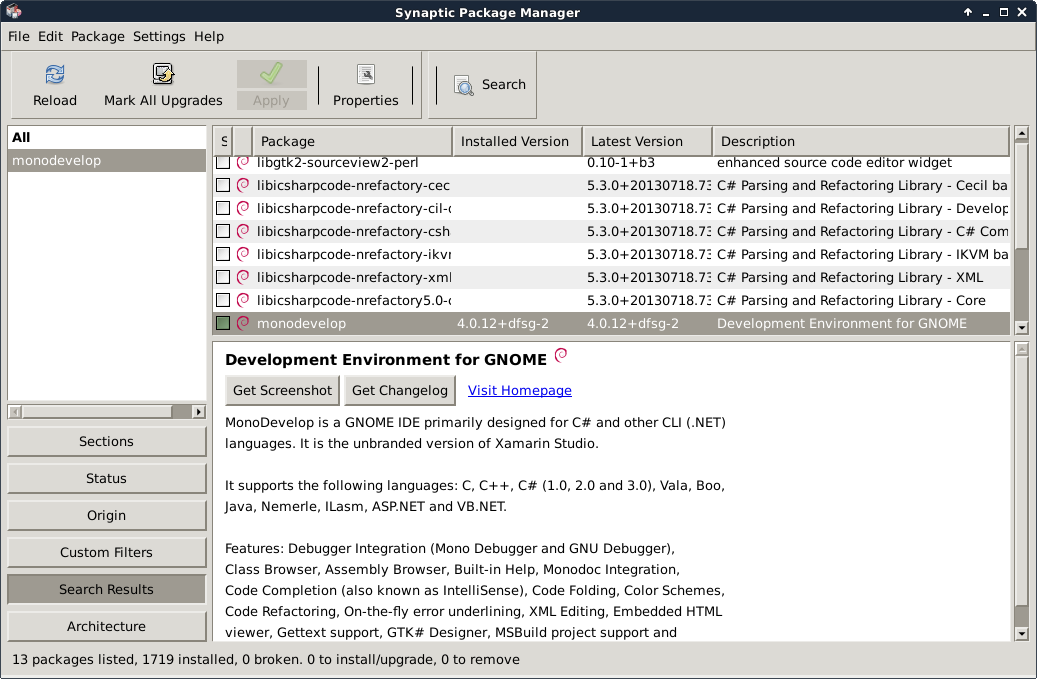 Synaptic Package Manager
File Edit Package Settings Help
Reload
Mark All Upgrades
Apply
Properties
Search
All
monodevelop
S Package Installed Version Latest Version Description
libgtk2-sourceview2-perl 0.10-1+b3 enhanced source code editor widget
libicsharpcode-nrefactory-cec 5.3.0+20130718.73 C# Parsing and Refactoring Library - Cecil ba
libicsharpcode-nrefactory-cil-c 5.3.0+20130718.73 C# Parsing and Refactoring Library - Develop
libicsharpcode-nrefactory-csh 5.3.0+20130718.73 C# Parsing and Refactoring Library - C# Com
libicsharpcode-nrefactory-ikvr 5.3.0+20130718.73 C# Parsing and Refactoring Library - IKVM ba
libicsharpcode-nrefactory-xml 5.3.0+20130718.73 C# Parsing and Refactoring Library - XML
libicsharpcode-nrefactory5.0-c 5.3.0+20130718.73 C# Parsing and Refactoring Library - Core
monodevelop 4.0.12+dfsg-2 4.0.12+dfsg-2 Development Environment for GNOME
Sections
Status
Origin
Custom Filters
Search Results
Architecture
Development Environment for GNOME
Get Screenshot Get Changelog Visit Homepage
MonoDevelop is a GNOME IDE primarily designed for C# and other CLI (.NET)
languages. It is the unbranded version of Xamarin Studio.
It supports the following languages: C, C++, C# (1.0, 2.0 and 3.0), Vala, Boo,
Java, Nemerle, ILasm, ASP.NET and VB.NET.
Features: Debugger Integration (Mono Debugger and GNU Debugger),
Class Browser, Assembly Browser, Built-in Help, Monodoc Integration,
Code Completion (also known as IntelliSense), Code Folding, Color Schemes,
Code Refactoring, On-the-fly error underlining, XML Editing, Embedded HTML
viewer, Gettext support, GTK# Designer, MSBuild project support and
13 packages listed, 1719 installed, 0 broken. 0 to install/upgrade, 0 to remove